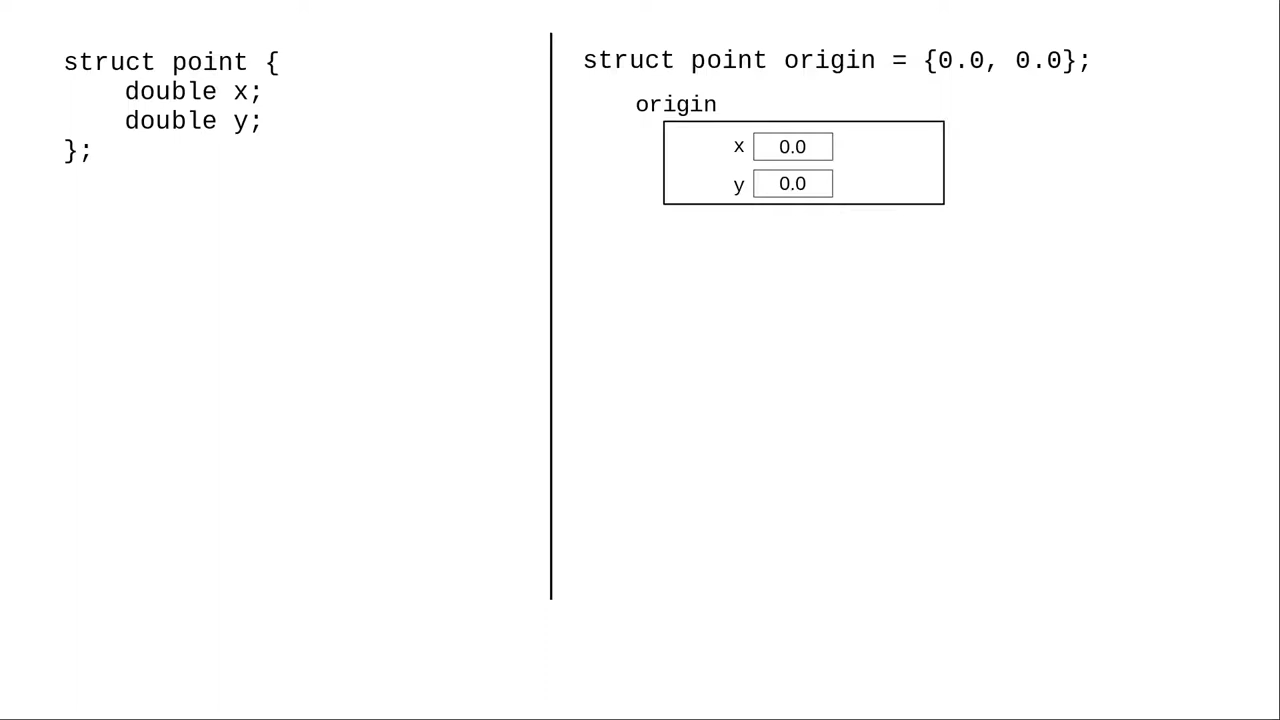 struct point {
    double x;
    double y;
};
struct point origin = {0.0, 0.0};
origin
x 0.0
y 0.0